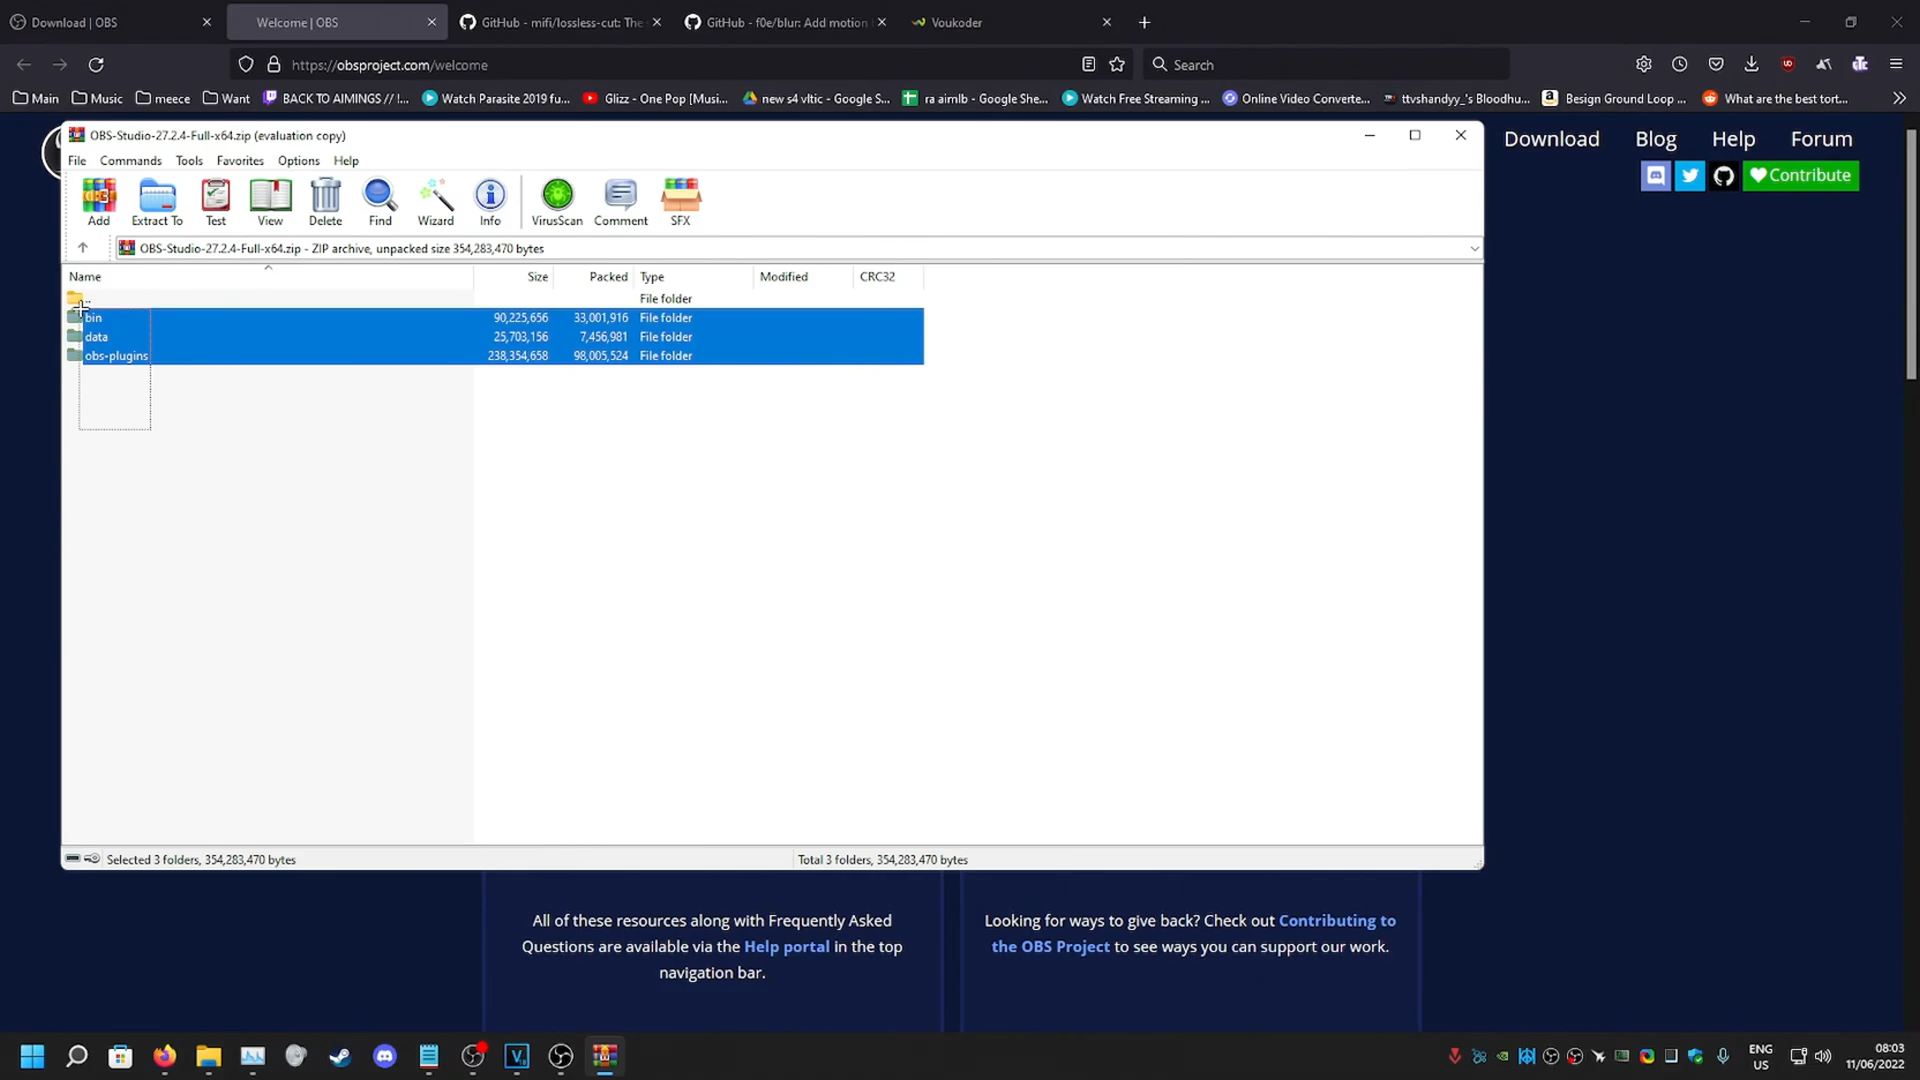 Download | OBS
Welcome | OBS
GitHub - mifi/lossless-cut: The
GitHub - f0e/blur: Add motion
Voukoder
https://obsproject.com/welcome
Search
Main
Music
meece
Want
BACK TO AIMINGS // !...
Watch Parasite 2019 fu...
Glizz - One Pop [Musi...
new s4 vltic - Google S...
ra aimlb - Google She...
Watch Free Streaming ...
Online Video Converte...
ttvshandyy_'s Bloodhu...
Besign Ground Loop ...
What are the best tort...
OBS-Studio-27.2.4-Full-x64.zip (evaluation copy)
File Commands Tools Favorites Options Help
Add Extract To Test View Delete Find Wizard Info VirusScan Comment SFX
OBS-Studio-27.2.4-Full-x64.zip - ZIP archive, unpacked size 354,283,470 bytes
Name Size Packed Type Modified CRC32
.. File folder
bin 90,225,656 33,001,916 File folder
data 25,703,156 7,456,981 File folder
obs-plugins 238,354,658 98,005,524 File folder
Selected 3 folders, 354,283,470 bytes
Total 3 folders, 354,283,470 bytes
Download Blog Help Forum
Contribute
All of these resources along with Frequently Asked
Questions are available via the Help portal in the top
navigation bar.
Looking for ways to give back? Check out Contributing to
the OBS Project to see ways you can support our work.
ENG
US
08:03
11/06/2022